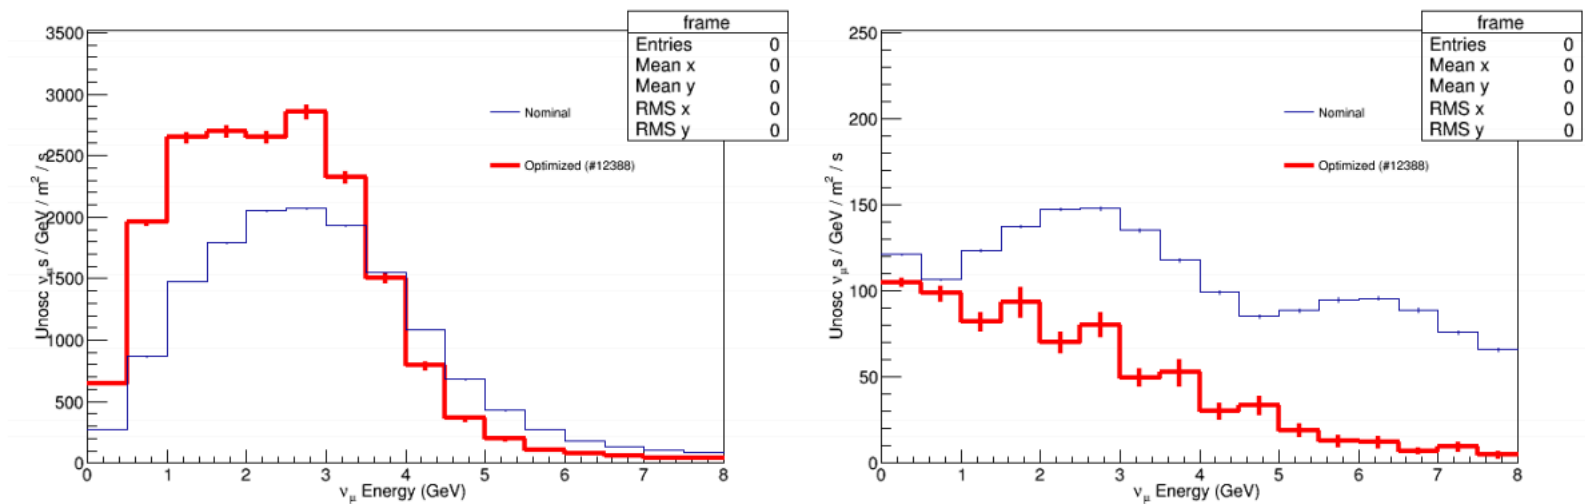 frame
Entries 0
Mean x 0
Mean y 0
RMS x 0
RMS y 0
Nominal
Optimized (#12388)
3500
3000
2500
2000
1500
1000
500
0
Unosc νμs / GeV / m² / s
0 1 2 3 4 5 6 7 8
νμ Energy (GeV)
frame
Entries 0
Mean x 0
Mean y 0
RMS x 0
RMS y 0
Nominal
Optimized (#12388)
250
200
150
100
50
0
Unosc νμs / GeV / m² / s
0 1 2 3 4 5 6 7 8
νμ Energy (GeV)